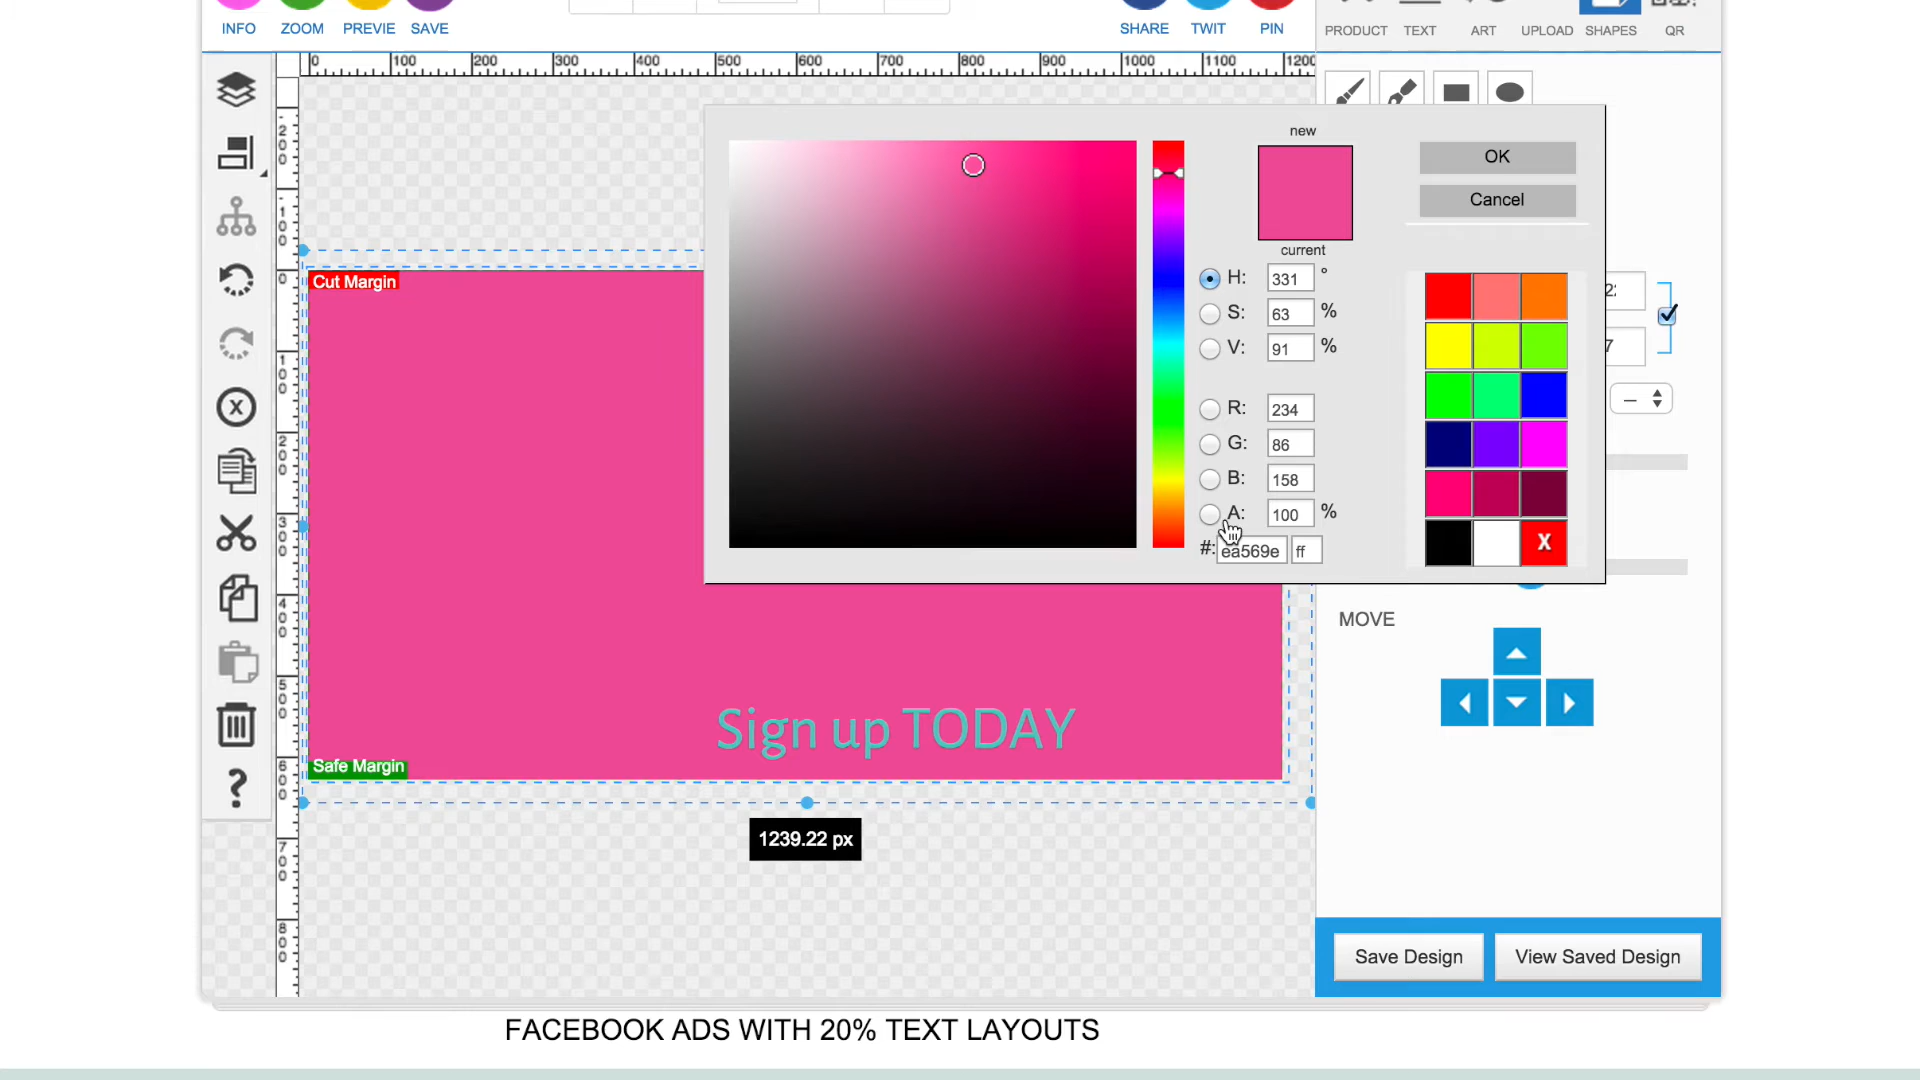 INFO ZOOM PREVIE SAVE SHARE TWIT PIN PRODUCT TEXT ART UPLOAD SHAPES QR
0 100 200 300 400 500 600 700 800 900 1000 1100 1200
new
OK
Cancel
current
Cut Margin
H: 331 °
S: 63 %
V: 91 %
R: 234
G: 86
B: 158
A: 100 %
#: ea569e ff
X
MOVE
Sign up TODAY
Safe Margin
1239.22 px
Save Design View Saved Design
FACEBOOK ADS WITH 20% TEXT LAYOUTS